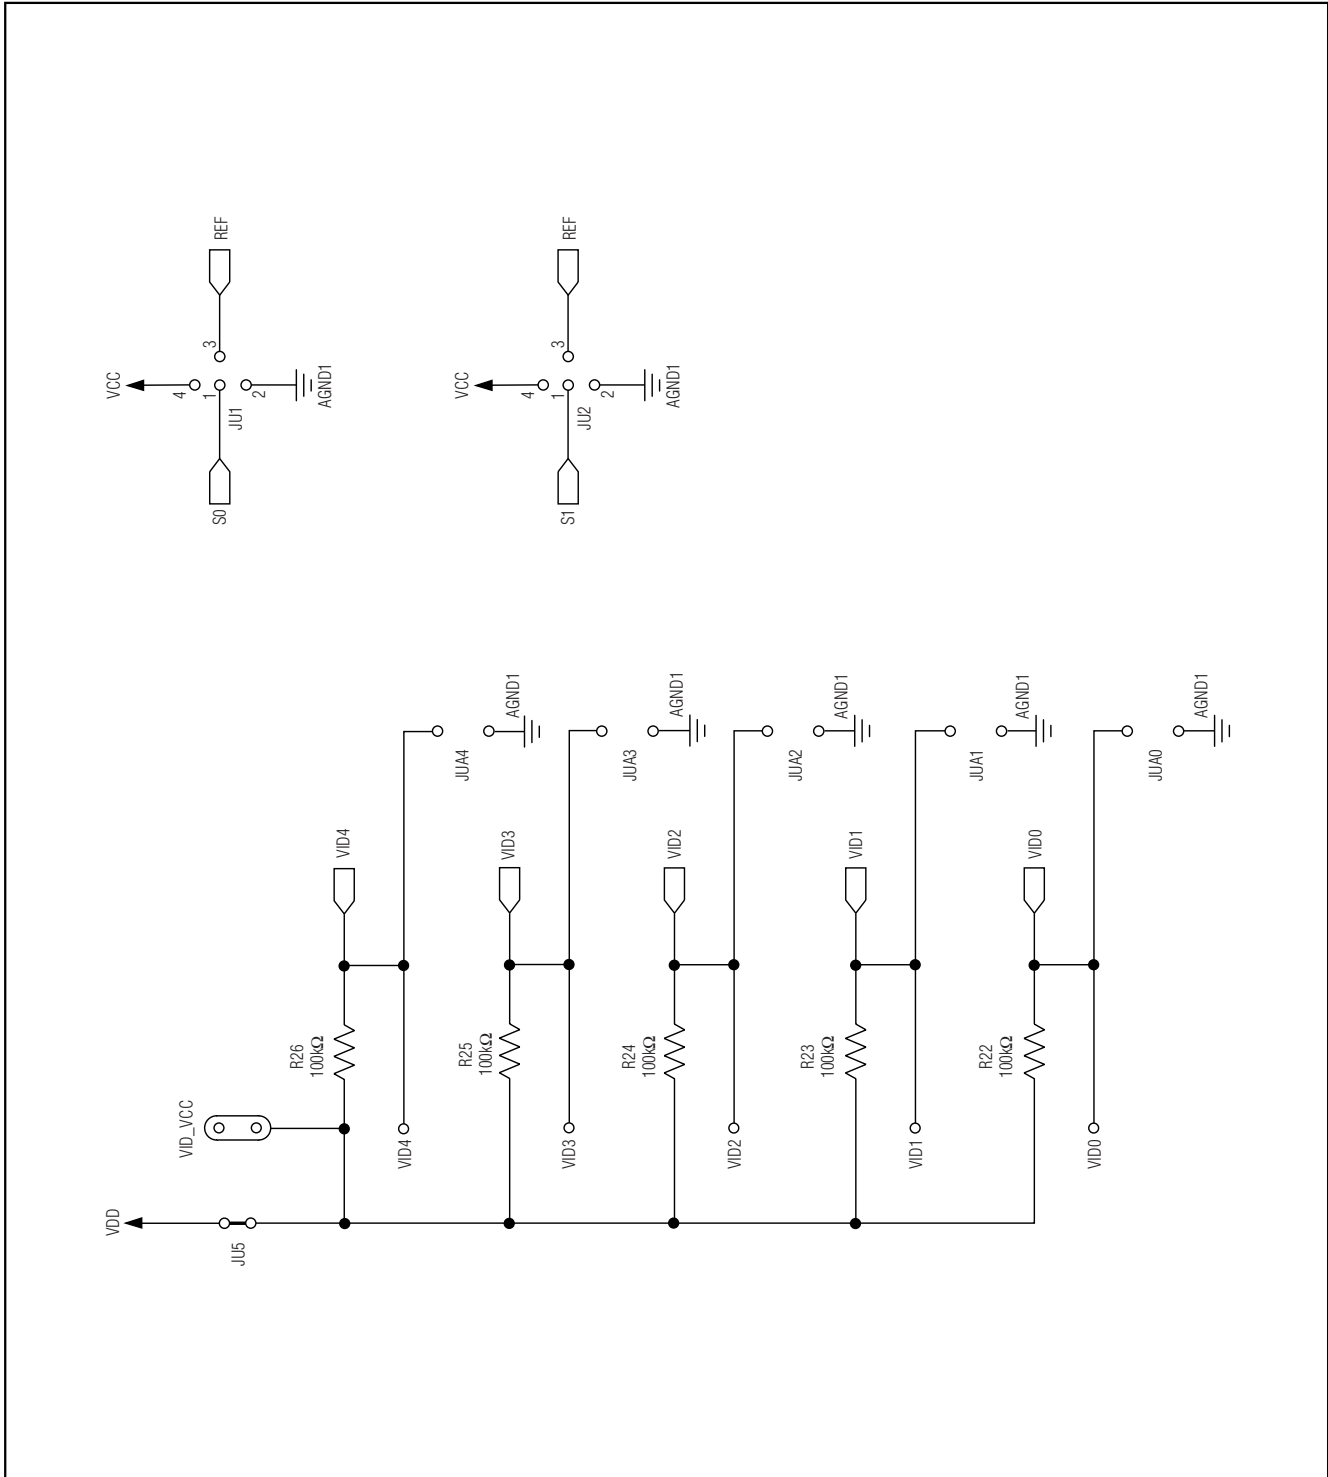 VCC
4
1
2
3
JU1
AGND1
S0
REF
VCC
4
1
2
3
JU2
AGND1
S1
REF
VDD
JU5
VID_VCC
R26
100kΩ
VID4
VID4
JUA4
AGND1
R25
100kΩ
VID3
VID3
JUA3
AGND1
R24
100kΩ
VID2
VID2
JUA2
AGND1
R23
100kΩ
VID1
VID1
JUA1
AGND1
R22
100kΩ
VID0
VID0
JUA0
AGND1